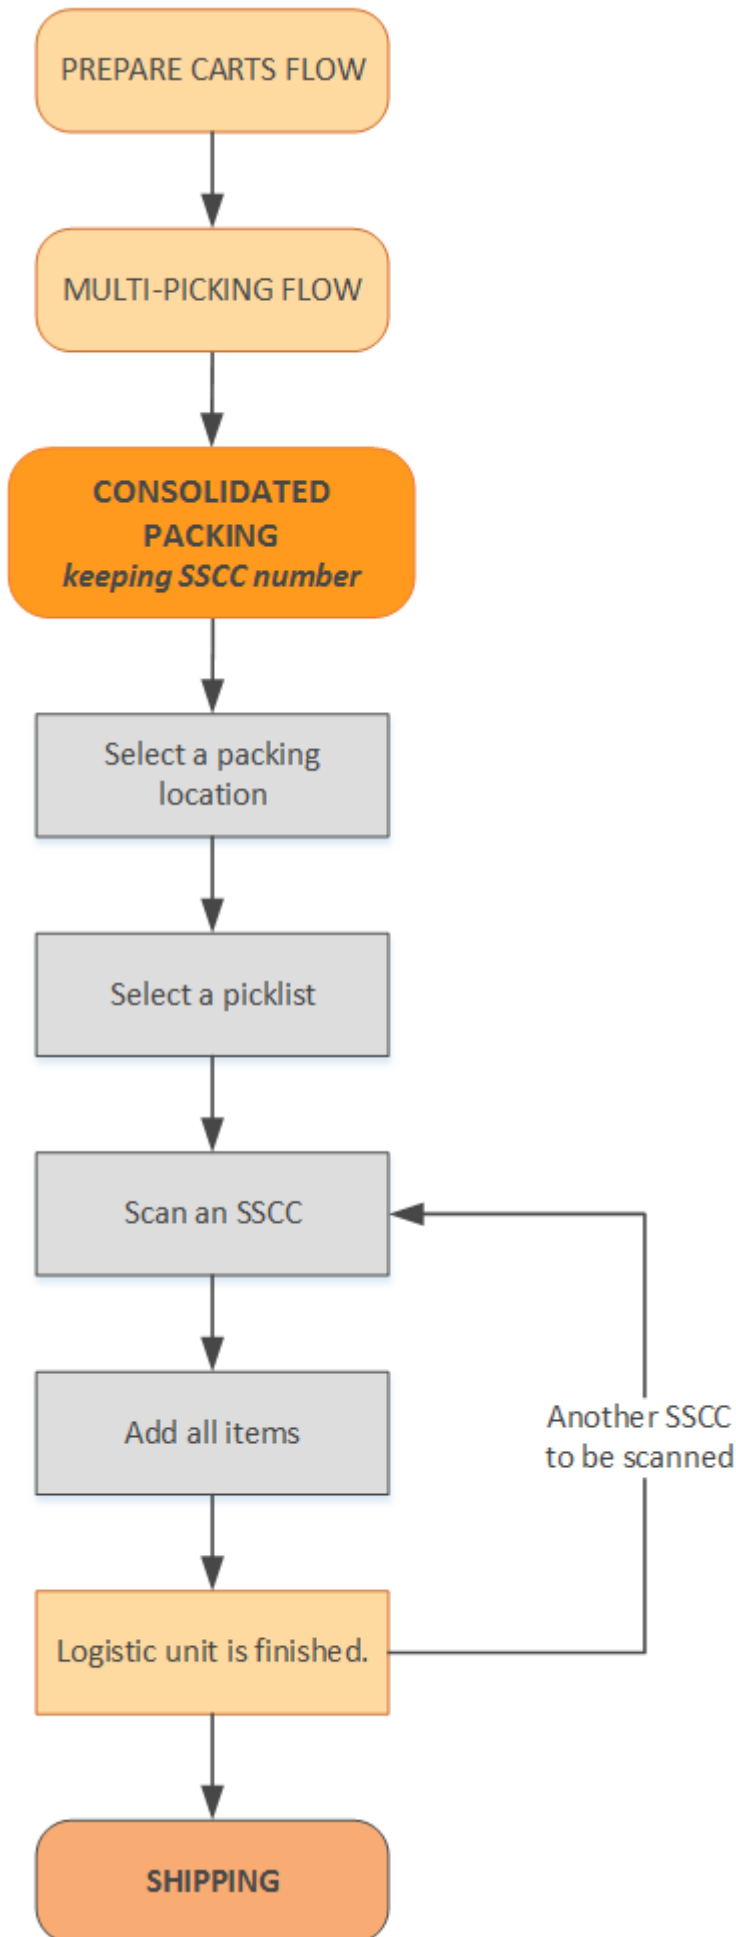 PREPARE CARTS FLOW
MULTI-PICKING FLOW
CONSOLIDATED
PACKING
keeping SSCC number
Select a packing
location
Select a picklist
Scan an SSCC
Add all items
Another SSCC
to be scanned
Logistic unit is finished.
SHIPPING